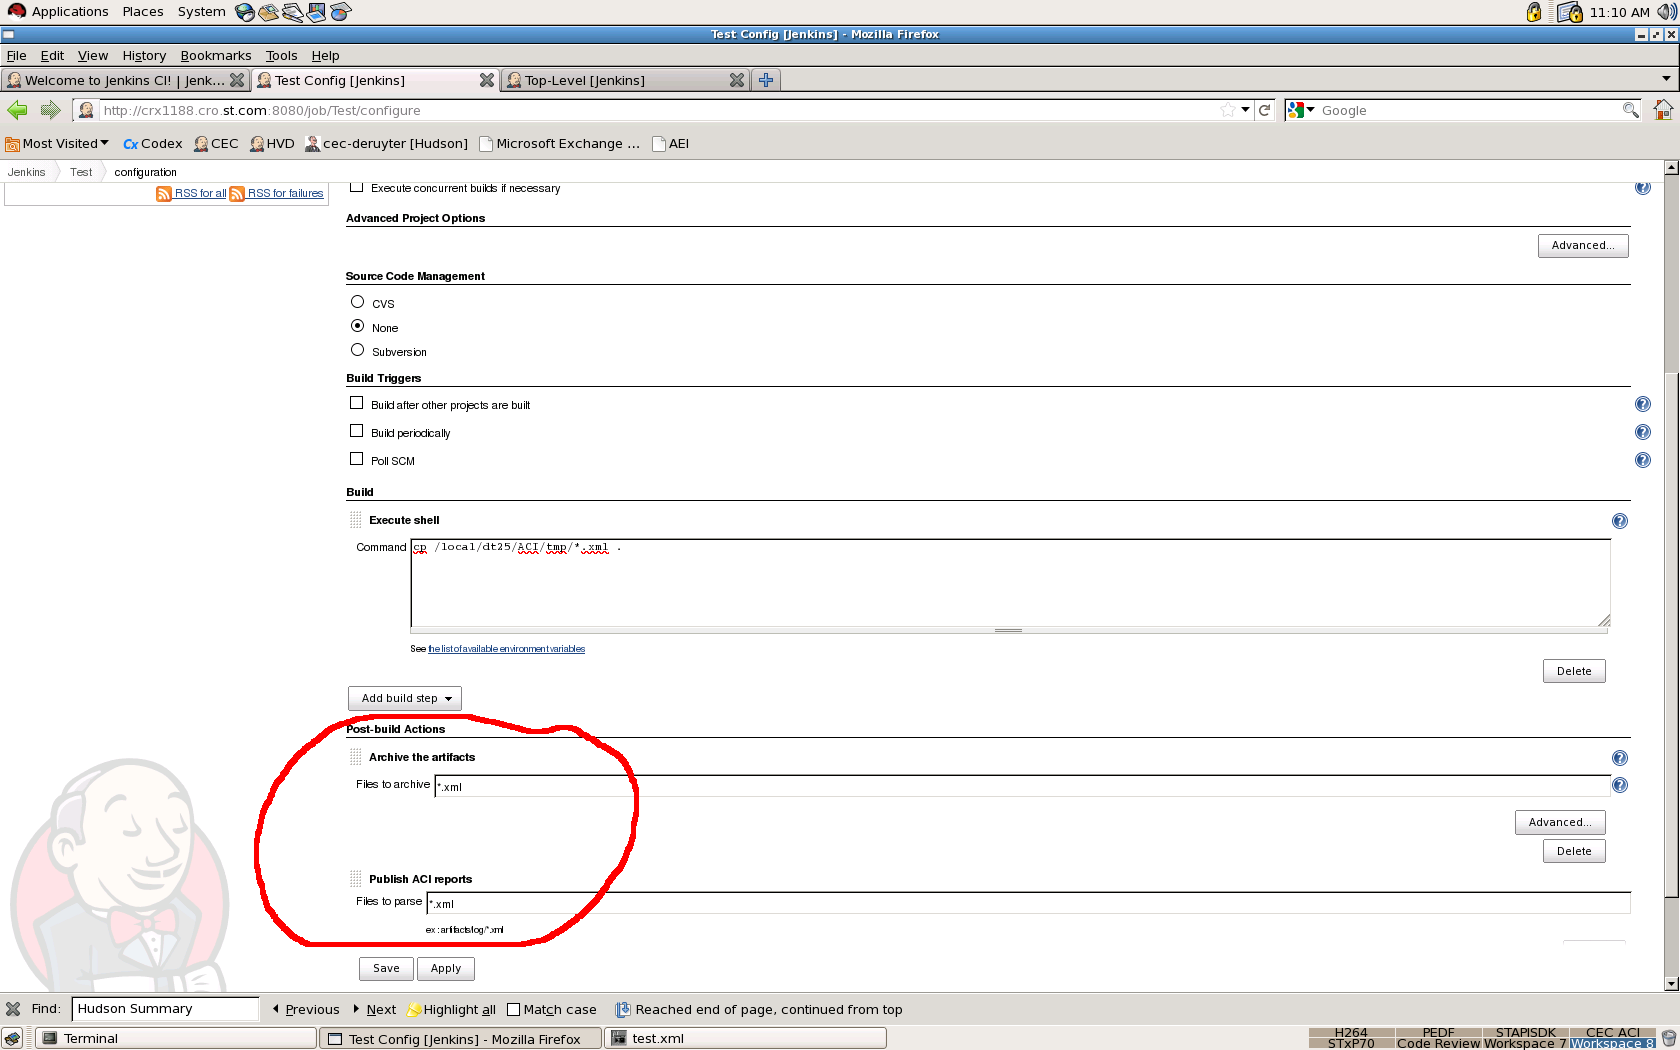 Applications Places System 11:10 AM
Test Config [Jenkins] - Mozilla Firefox
File Edit View History Bookmarks Tools Help
Welcome to Jenkins CI! | Jenk... Test Config [Jenkins] Top-Level [Jenkins]
http://crx1188.cro.st.com:8080/job/Test/configure Google
Most Visited Cx Codex CEC HVD cec-deruyter [Hudson] Microsoft Exchange ... AEI
Jenkins Test configuration
RSS for all RSS for failures
Execute concurrent builds if necessary
Advanced Project Options
Advanced...
Source Code Management
CVS
None
Subversion
Build Triggers
Build after other projects are built
Build periodically
Poll SCM
Build
Execute shell
Command cp /local/dt25/ACI/tmp/*.xml .
See the list of available environment variables
Delete
Add build step
Post-build Actions
Archive the artifacts
Files to archive *.xml
Advanced...
Delete
Publish ACI reports
Files to parse *.xml
ex : artifacts/log/*.xml
Save Apply
Find: Hudson Summary Previous Next Highlight all Match case Reached end of page, continued from top
Terminal Test Config [Jenkins] - Mozilla Firefox test.xml
H264 PEDF STAPISDK CEC ACI
STxP70 Code Review Workspace 7 Workspace 8